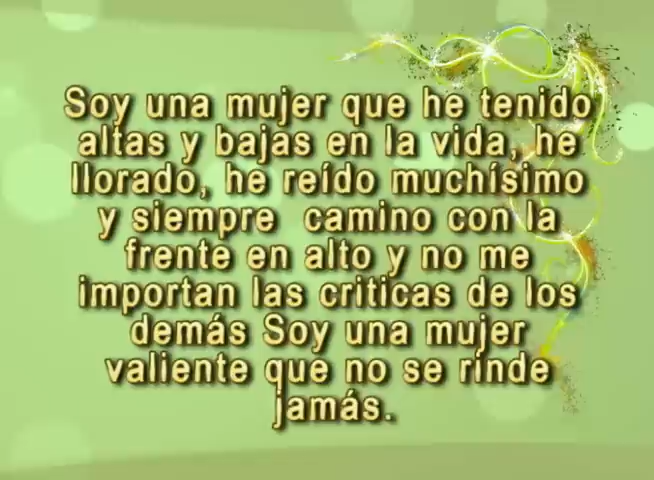 Soy una mujer que he tenido
altas y bajas en la vida, he
llorado, he reído muchísimo
y siempre camino con la
frente en alto y no me
importan las criticas de los
demás Soy una mujer
valiente que no se rinde
jamás.